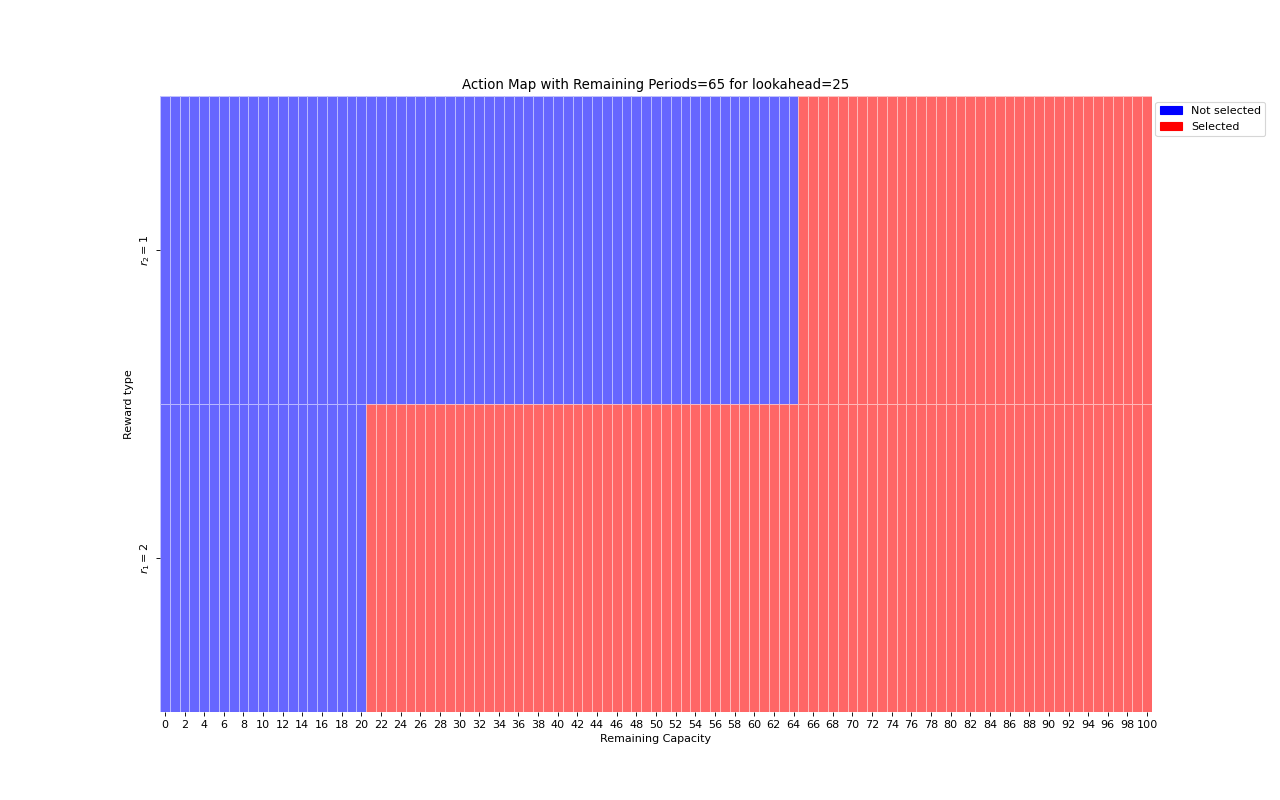 Action Map with Remaining Periods=65 for lookahead=25
Not selected
Selected
r₂ = 1
Reward type
r₁ = 2
0 2 4 6 8 10 12 14 16 18 20 22 24 26 28 30 32 34 36 38 40 42 44 46 48 50 52 54 56 58 60 62 64 66 68 70 72 74 76 78 80 82 84 86 88 90 92 94 96 98 100
Remaining Capacity